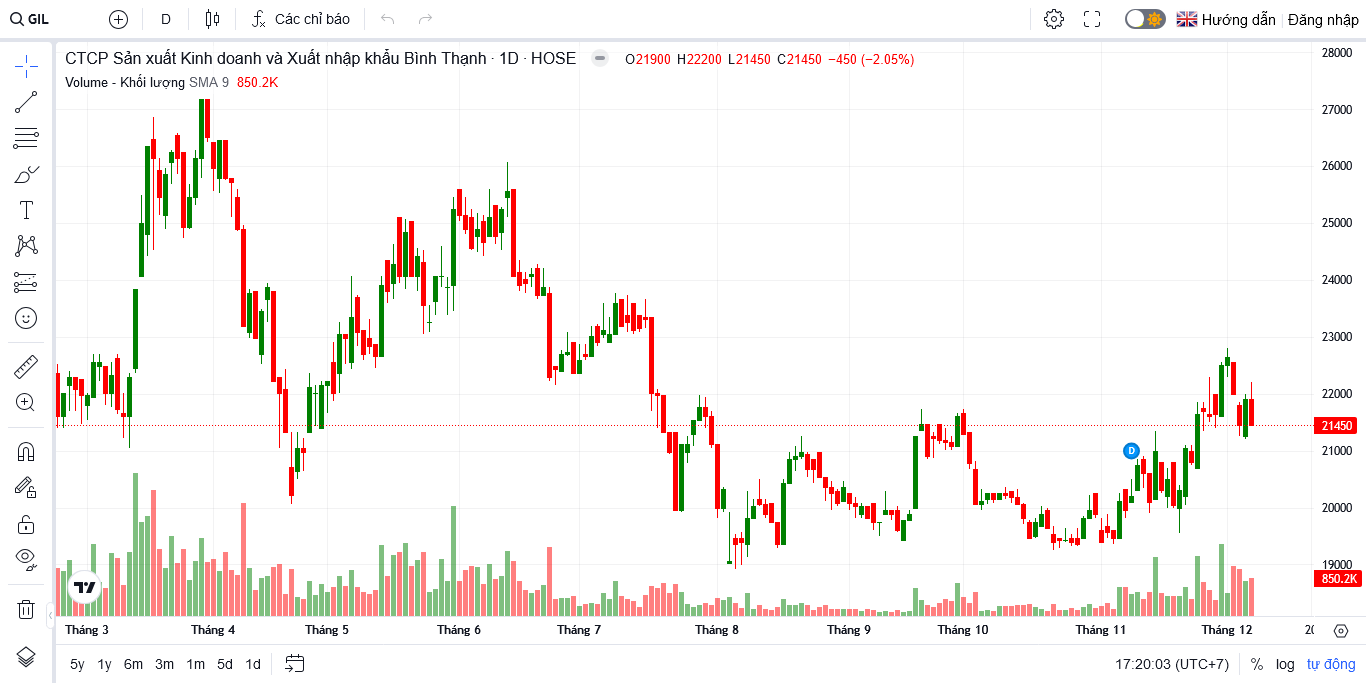 GIL
D
Các chỉ báo
Hướng dẫn
Đăng nhập
CTCP Sản xuất Kinh doanh và Xuất nhập khẩu Bình Thạnh · 1D · HOSE
O21900 H22200 L21450 C21450 −450 (−2.05%)
Volume - Khối lượng SMA 9 850.2K
28000
27000
26000
25000
24000
23000
22000
21450
21000
20000
19000
850.2K
D
Tháng 3 Tháng 4 Tháng 5 Tháng 6 Tháng 7 Tháng 8 Tháng 9 Tháng 10 Tháng 11 Tháng 12
5y 1y 6m 3m 1m 5d 1d
17:20:03 (UTC+7) % log tự động